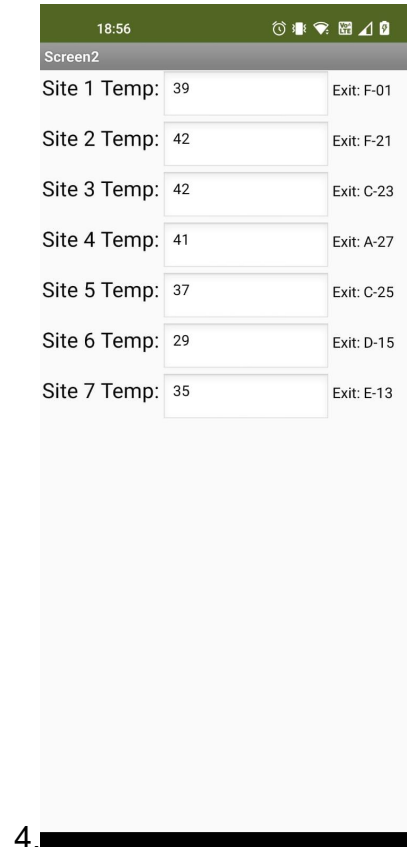 18:56
Screen2
Site 1 Temp: 39 Exit: F-01
Site 2 Temp: 42 Exit: F-21
Site 3 Temp: 42 Exit: C-23
Site 4 Temp: 41 Exit: A-27
Site 5 Temp: 37 Exit: C-25
Site 6 Temp: 29 Exit: D-15
Site 7 Temp: 35 Exit: E-13
4.